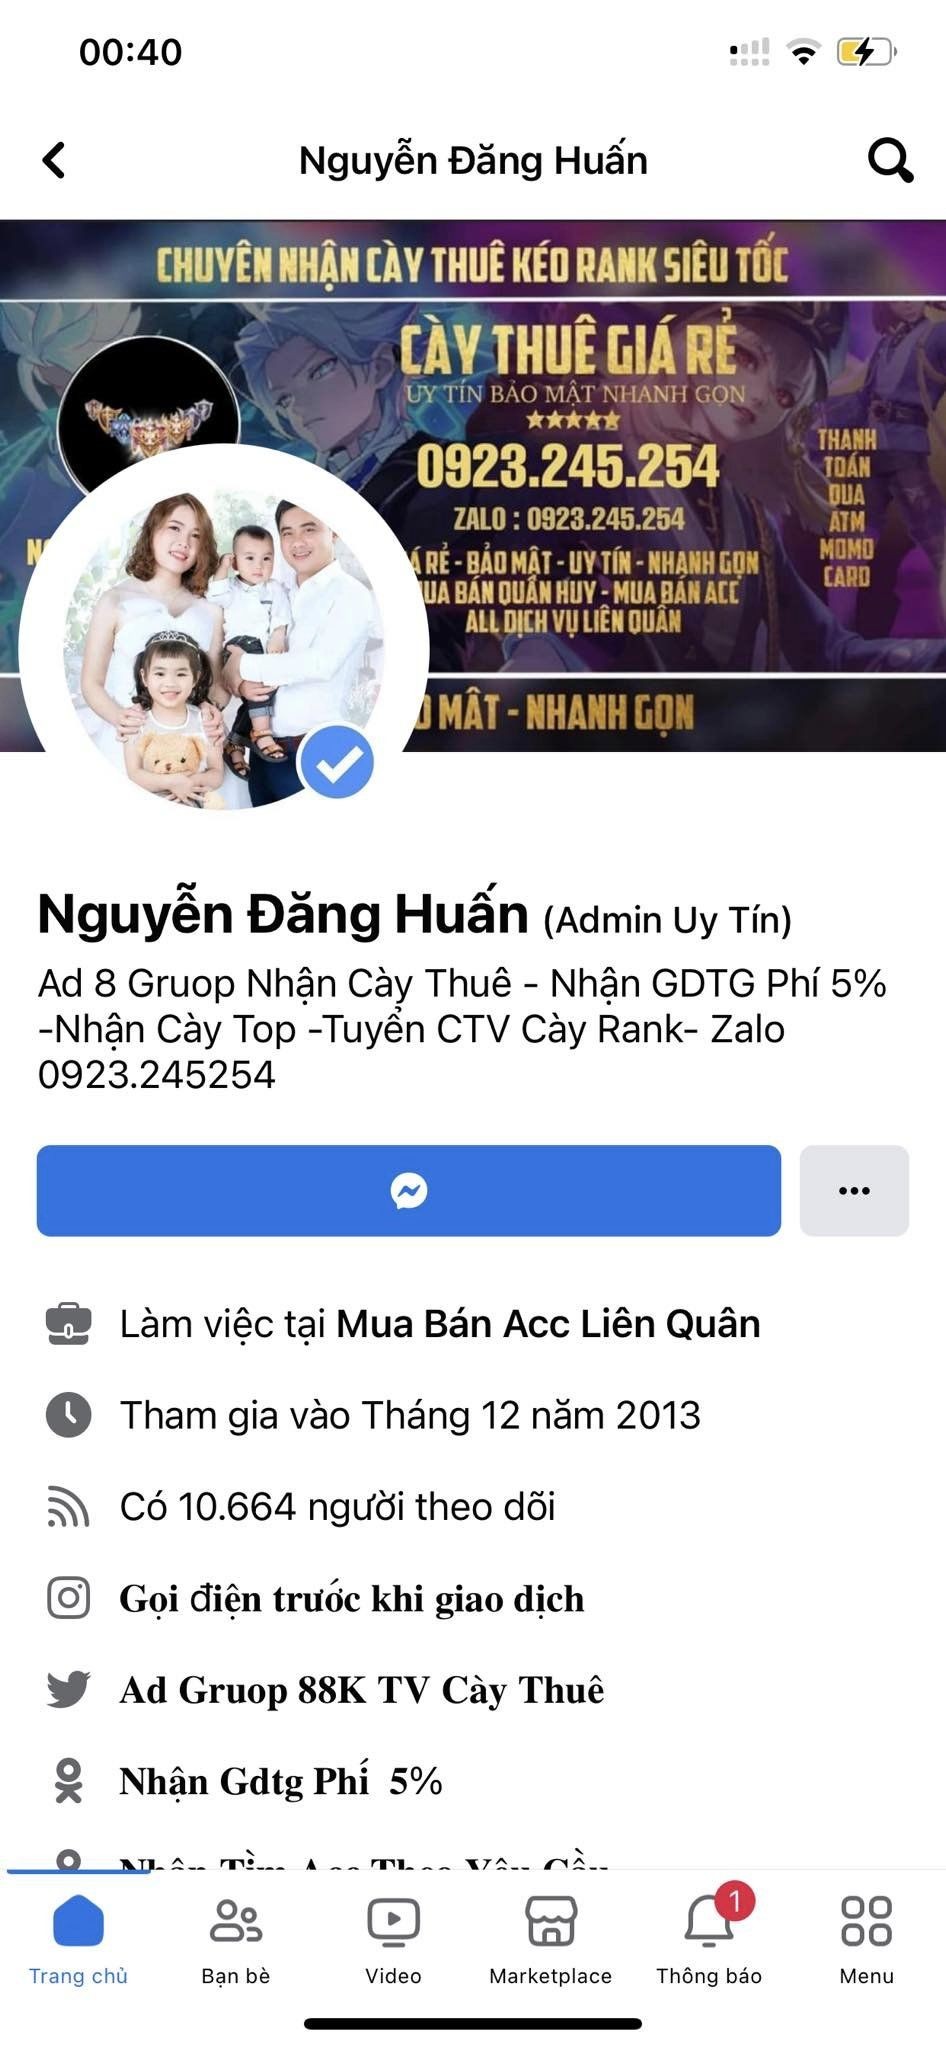 00:40
Nguyễn Đăng Huấn
CHUYÊN NHẬN CÀY THUÊ KÉO RANK SIÊU TỐC
CÀY THUÊ GIÁ RẺ
UY TÍN BẢO MẬT NHANH GỌN
0923.245.254
ZALO : 0923.245.254
RẺ - BẢO MẬT - UY TÍN - NHANH GỌN
BÁN QUÂN HUY - MUA BÁN ACC
ALL DỊCH VỤ LIÊN QUÂN
THANH
TOÁN
QUA
ATM
MOMO
CARD
MẬT - NHANH GỌN
Nguyễn Đăng Huấn (Admin Uy Tín)
Ad 8 Gruop Nhận Cày Thuê - Nhận GDTG Phí 5%
-Nhận Cày Top -Tuyển CTV Cày Rank- Zalo
0923.245254
Làm việc tại Mua Bán Acc Liên Quân
Tham gia vào Tháng 12 năm 2013
Có 10.664 người theo dõi
Gọi điện trước khi giao dịch
Ad Gruop 88K TV Cày Thuê
Nhận Gdtg Phí 5%
Nhận Tìm Acc Theo Yêu Cầu
1
Trang chủ
Bạn bè
Video
Marketplace
Thông báo
Menu